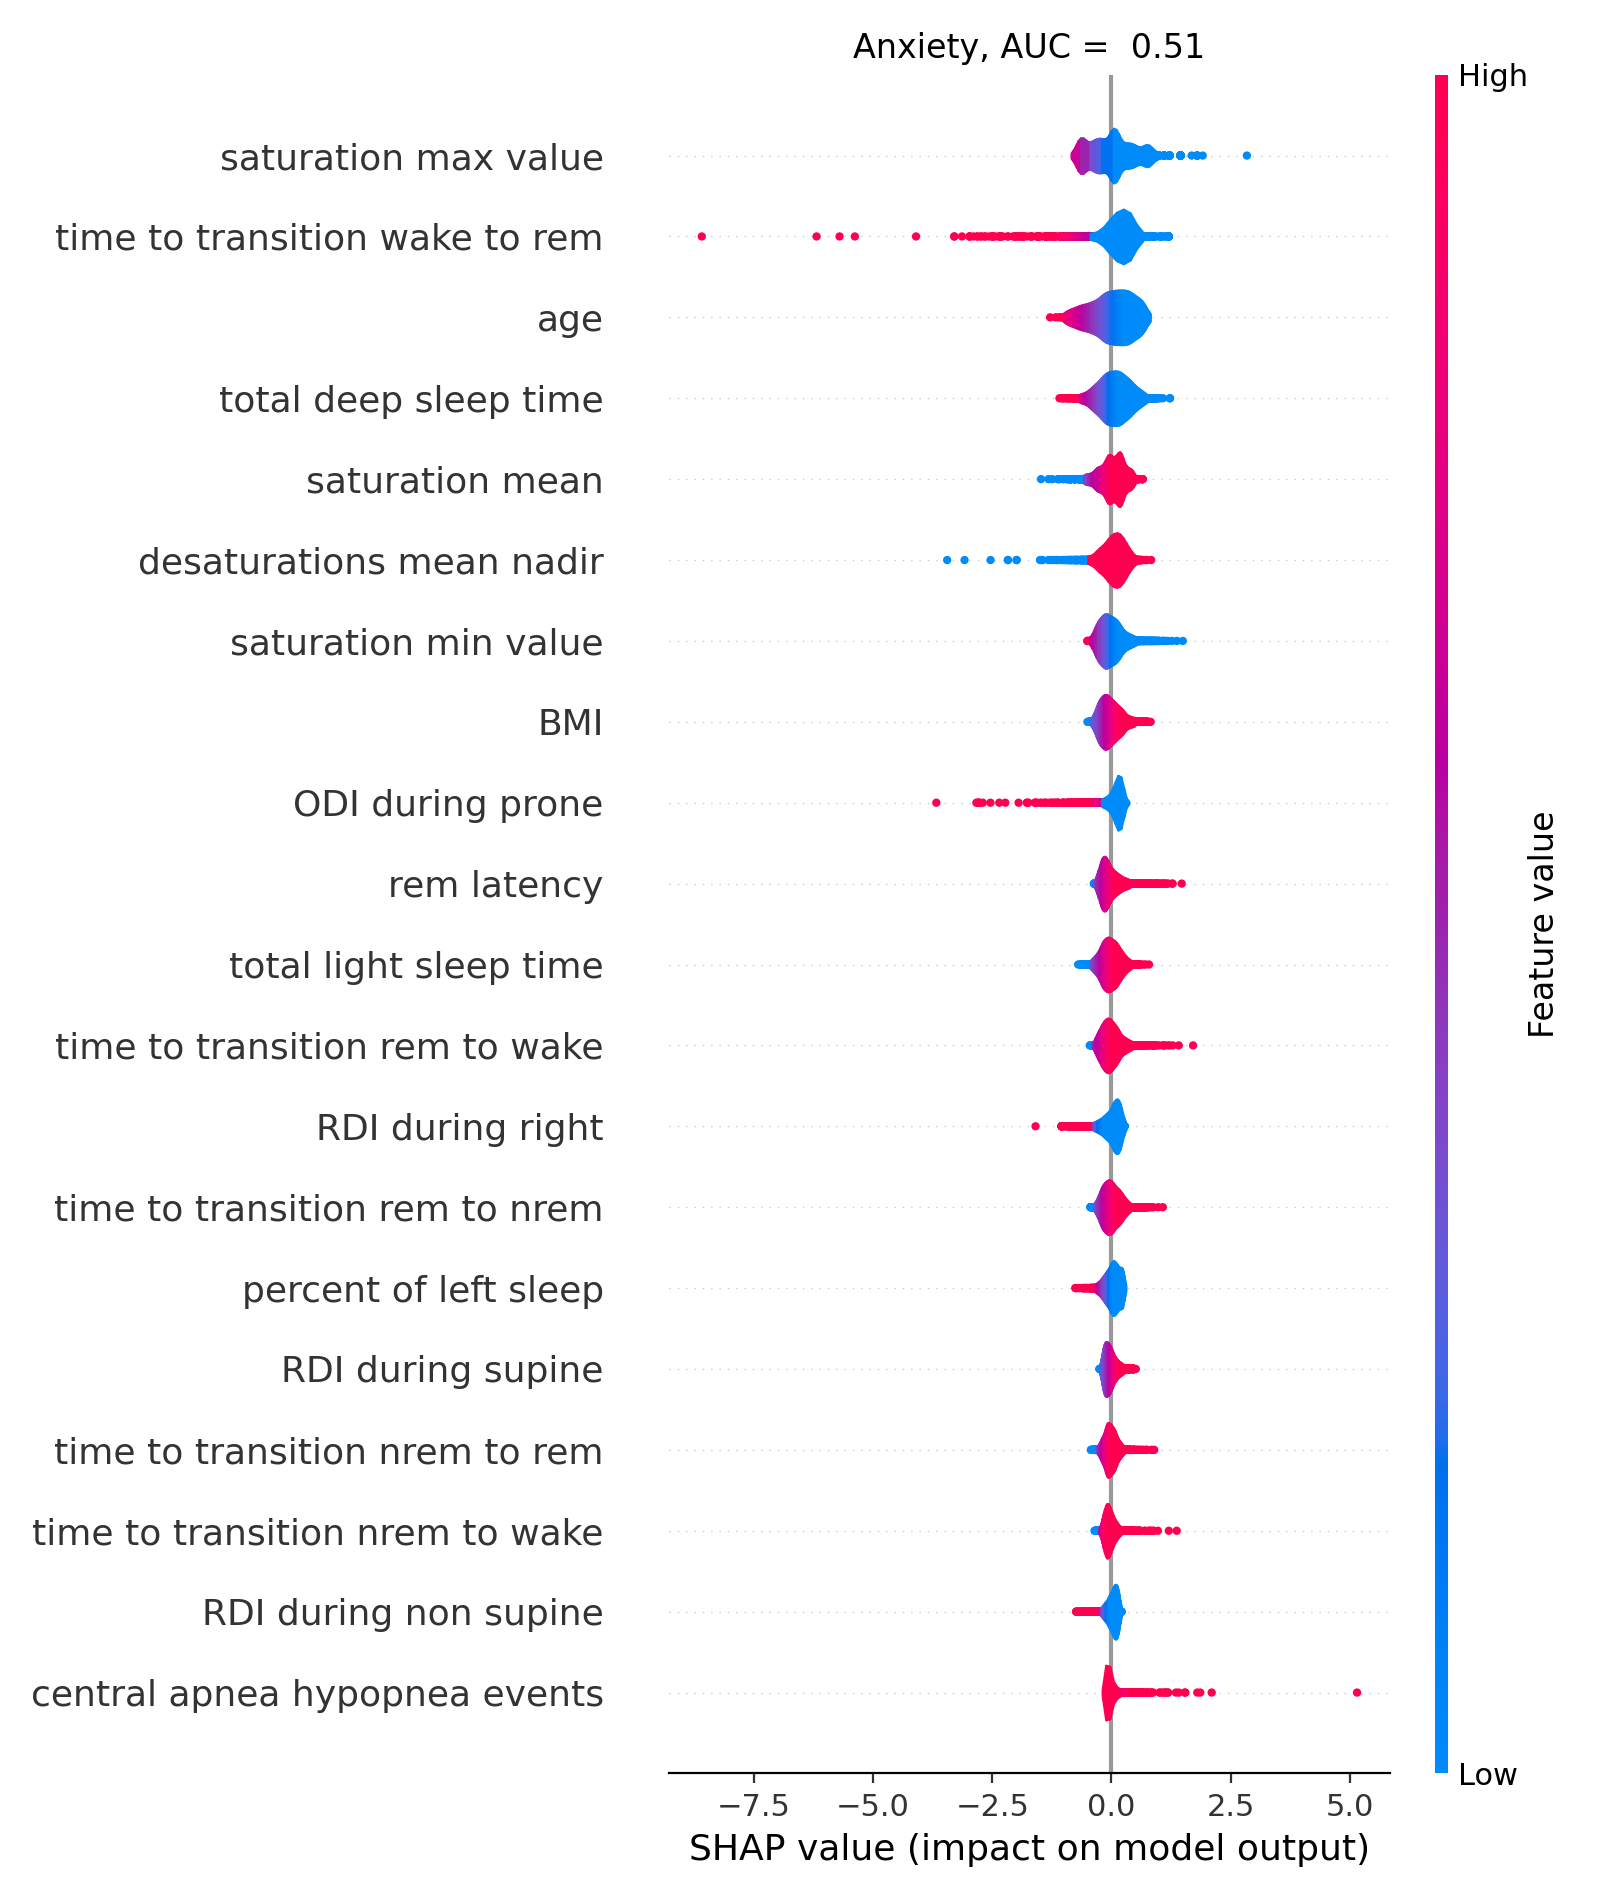 Anxiety, AUC =  0.51
High
saturation max value
time to transition wake to rem
age
total deep sleep time
saturation mean
desaturations mean nadir
saturation min value
BMI
ODI during prone
rem latency
total light sleep time
time to transition rem to wake
RDI during right
time to transition rem to nrem
percent of left sleep
RDI during supine
time to transition nrem to rem
time to transition nrem to wake
RDI during non supine
central apnea hypopnea events
Feature value
Low
−7.5 −5.0 −2.5 0.0 2.5 5.0
SHAP value (impact on model output)